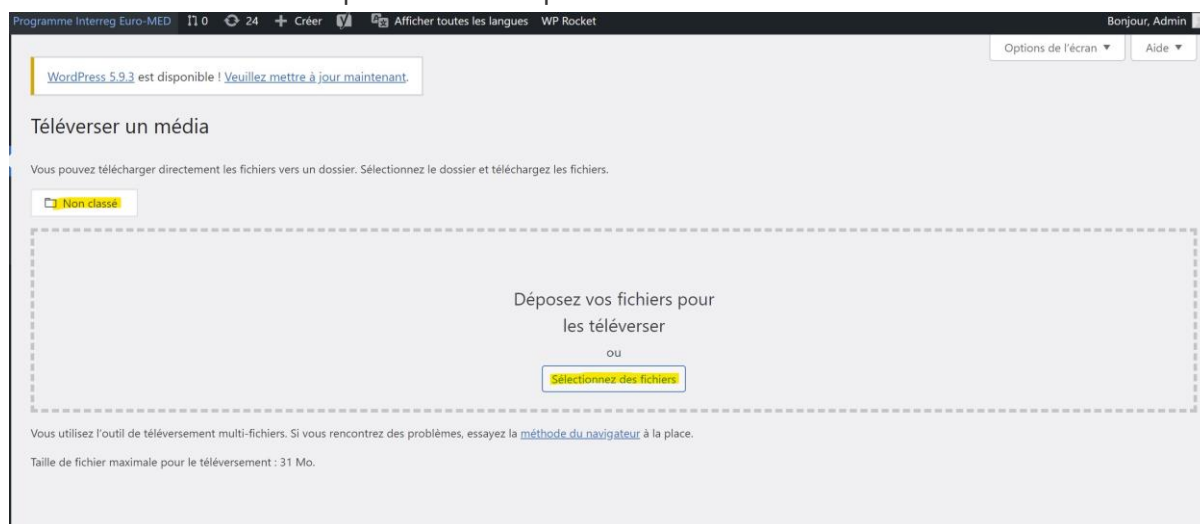 Programme Interreg Euro-MED 0 24 + Créer Afficher toutes les langues WP Rocket Bonjour, Admin
Options de l'écran ▼ Aide ▼
WordPress 5.9.3 est disponible ! Veuillez mettre à jour maintenant.
Téléverser un média
Vous pouvez télécharger directement les fichiers vers un dossier. Sélectionnez le dossier et téléchargez les fichiers.
Non classé
Déposez vos fichiers pour
les téléverser
ou
Sélectionnez des fichiers
Vous utilisez l'outil de téléversement multi-fichiers. Si vous rencontrez des problèmes, essayez la méthode du navigateur à la place.
Taille de fichier maximale pour le téléversement : 31 Mo.